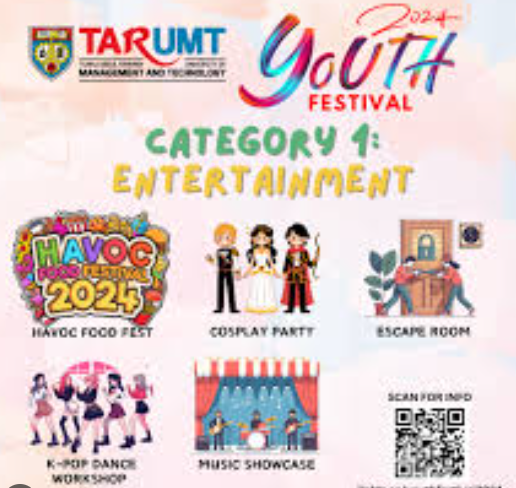 TARUMT
MANAGEMENT AND TECHNOLOGY
2024
YOUTH
FESTIVAL
CATEGORY 1:
ENTERTAINMENT
HAVOC
FOOD FESTIVAL
2024
HAVOC FOOD FEST
COSPLAY PARTY
ESCAPE ROOM
K-POP DANCE
WORKSHOP
MUSIC SHOWCASE
SCAN FOR INFO